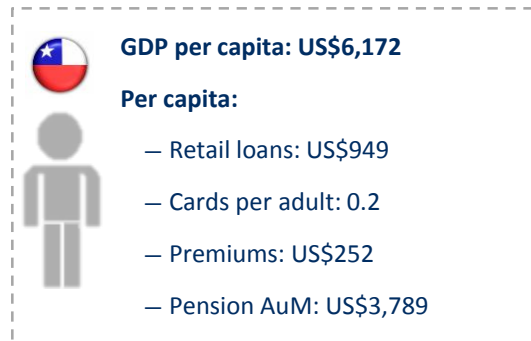 GDP per capita: US$6,172
Per capita:
— Retail loans: US$949
— Cards per adult: 0.2
— Premiums: US$252
— Pension AuM: US$3,789